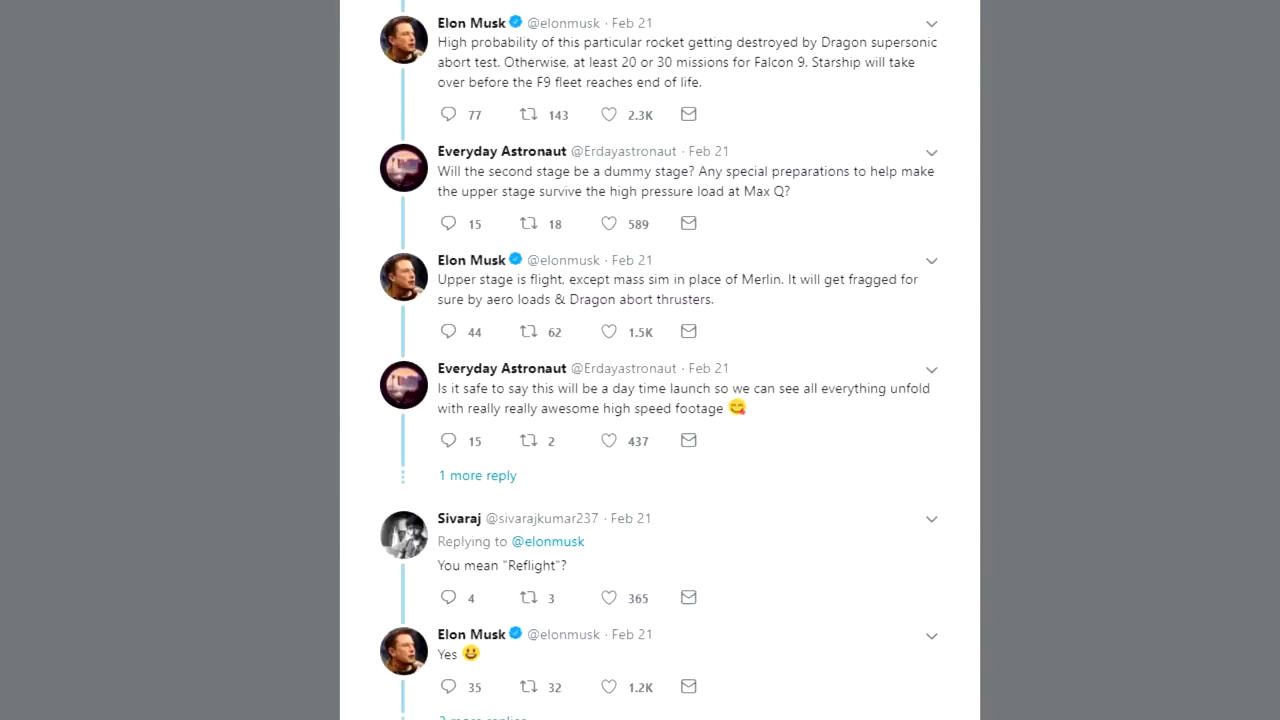 Elon Musk @elonmusk · Feb 21
High probability of this particular rocket getting destroyed by Dragon supersonic
abort test. Otherwise, at least 20 or 30 missions for Falcon 9. Starship will take
over before the F9 fleet reaches end of life.
77 143 2.3K
Everyday Astronaut @Erdayastronaut · Feb 21
Will the second stage be a dummy stage? Any special preparations to help make
the upper stage survive the high pressure load at Max Q?
15 18 589
Elon Musk @elonmusk · Feb 21
Upper stage is flight, except mass sim in place of Merlin. It will get fragged for
sure by aero loads & Dragon abort thrusters.
44 62 1.5K
Everyday Astronaut @Erdayastronaut · Feb 21
Is it safe to say this will be a day time launch so we can see all everything unfold
with really really awesome high speed footage 😋
15 2 437
1 more reply
Sivaraj @sivarajkumar237 · Feb 21
Replying to @elonmusk
You mean "Reflight"?
4 3 365
Elon Musk @elonmusk · Feb 21
Yes 😀
35 32 1.2K
more replies